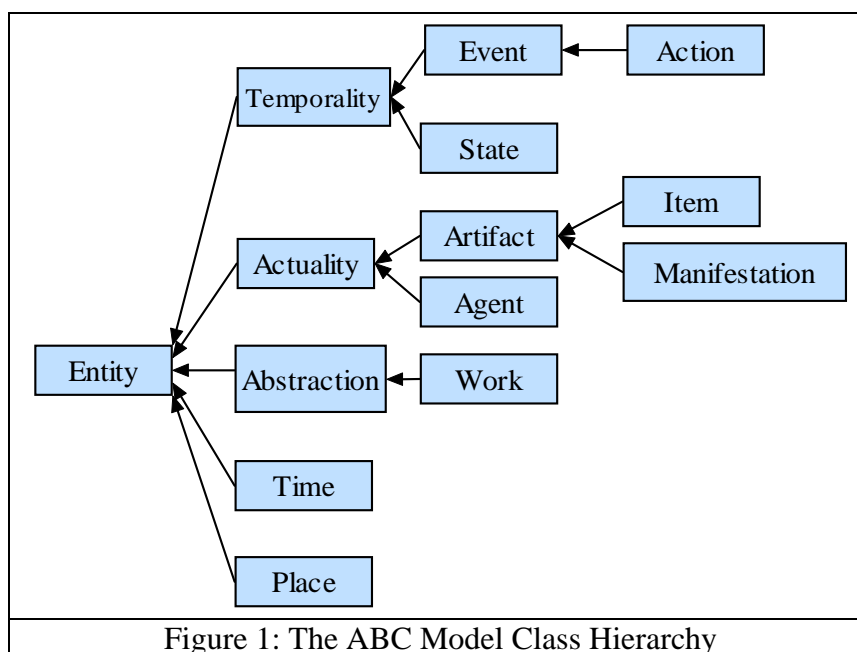 Event
Action
Temporality
State
Item
Artifact
Actuality
Manifestation
Agent
Entity
Abstraction
Work
Time
Place
Figure 1: The ABC Model Class Hierarchy